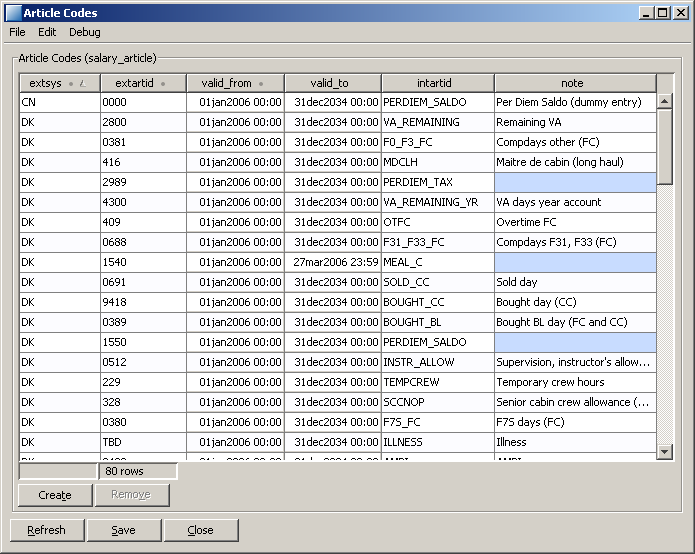 Article Codes
File Edit Debug
Article Codes (salary_article)
extsys extartid valid_from valid_to intartid note
CN 0000 01jan2006 00:00 31dec2034 00:00 PERDIEM_SALDO Per Diem Saldo (dummy entry)
DK 2800 01jan2006 00:00 31dec2034 00:00 VA_REMAINING Remaining VA
DK 0381 01jan2006 00:00 31dec2034 00:00 F0_F3_FC Compdays other (FC)
DK 416 01jan2006 00:00 31dec2034 00:00 MDCLH Maitre de cabin (long haul)
DK 2989 01jan2006 00:00 31dec2034 00:00 PERDIEM_TAX
DK 4300 01jan2006 00:00 31dec2034 00:00 VA_REMAINING_YR VA days year account
DK 409 01jan2006 00:00 31dec2034 00:00 OTFC Overtime FC
DK 0688 01jan2006 00:00 31dec2034 00:00 F31_F33_FC Compdays F31, F33 (FC)
DK 1540 01jan2006 00:00 27mar2006 23:59 MEAL_C
DK 0691 01jan2006 00:00 31dec2034 00:00 SOLD_CC Sold day
DK 9418 01jan2006 00:00 31dec2034 00:00 BOUGHT_CC Bought day (CC)
DK 0389 01jan2006 00:00 31dec2034 00:00 BOUGHT_BL Bought BL day (FC and CC)
DK 1550 01jan2006 00:00 31dec2034 00:00 PERDIEM_SALDO
DK 0512 01jan2006 00:00 31dec2034 00:00 INSTR_ALLOW Supervision, instructor's allow...
DK 229 01jan2006 00:00 31dec2034 00:00 TEMPCREW Temporary crew hours
DK 328 01jan2006 00:00 31dec2034 00:00 SCCNOP Senior cabin crew allowance (...
DK 0380 01jan2006 00:00 31dec2034 00:00 F7S_FC F7S days (FC)
DK TBD 01jan2006 00:00 31dec2034 00:00 ILLNESS Illness
80 rows
Create Remove
Refresh Save Close